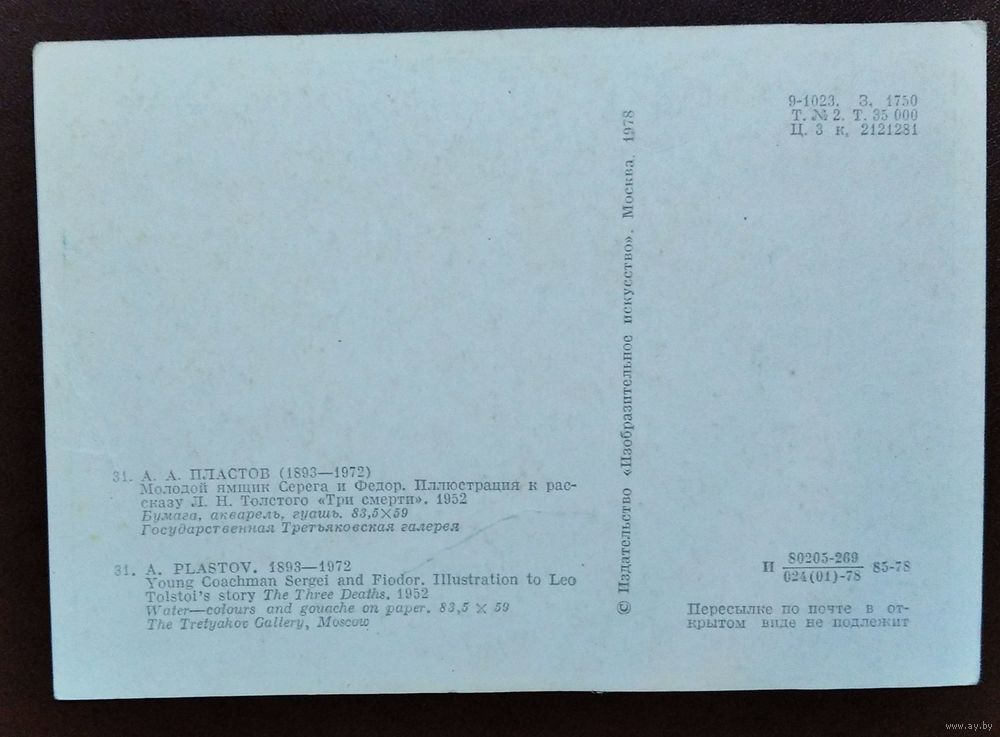 9-1023. З. 1750
Т. № 2. Т. 35 000
Ц. 3 к. 2121281
31. А. А. ПЛАСТОВ (1893—1972)
Молодой ямщик Серега и Федор. Иллюстрация к рас-
сказу Л. Н. Толстого «Три смерти». 1952
Бумага, акварель, гуашь. 83,5×59
Государственная Третьяковская галерея
31. A. PLASTOV. 1893—1972
Young Coachman Sergei and Fiodor. Illustration to Leo
Tolstoi's story The Three Deaths. 1952
Water—colours and gouache on paper. 83,5 × 59
The Tretyakov Gallery, Moscow
© Издательство «Изобразительное искусство». Москва. 1978
И 80205-269 85-78
024(01)-78
Пересылке по почте в от-
крытом виде не подлежит
www.ay.by